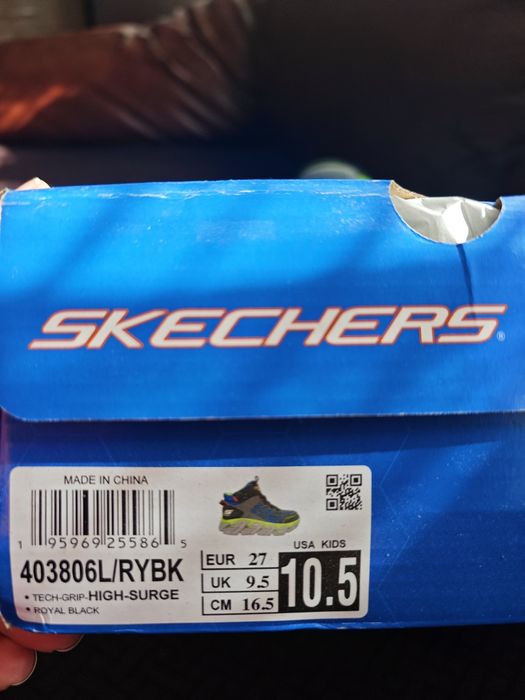 SKECHERS®
MADE IN CHINA
1 95969 25586 5
403806L/RYBK
• TECH-GRIP-HIGH-SURGE
• ROYAL BLACK
EUR 27
UK 9.5
CM 16.5
USA KIDS
10.5